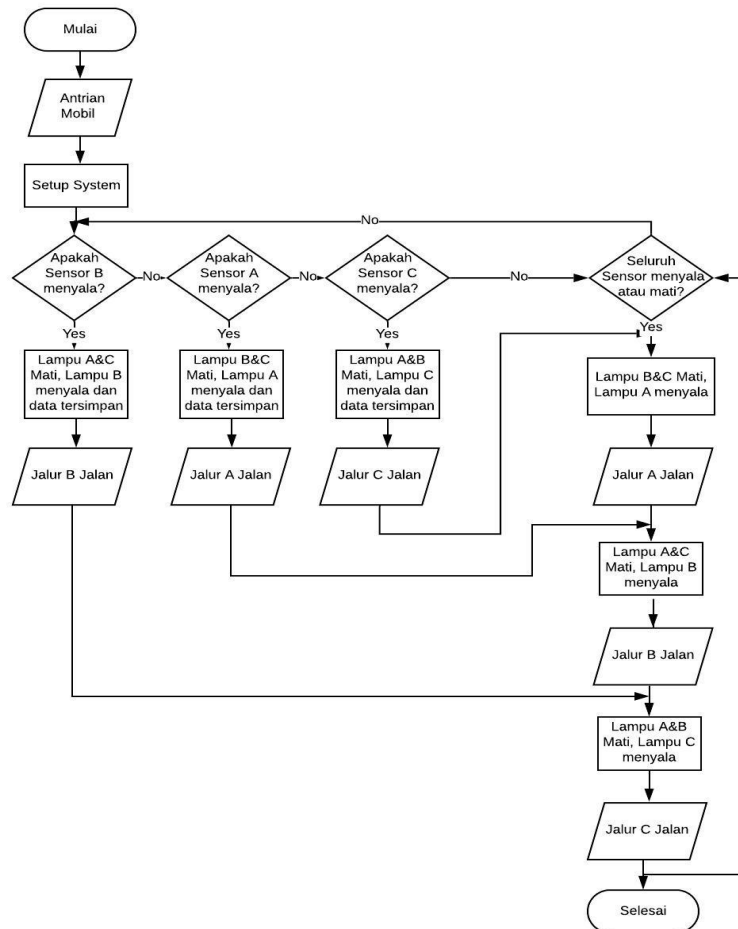 Mulai
Antrian
Mobil
Setup System
No
Apakah
Sensor B
menyala?
No
Apakah
Sensor A
menyala?
No
Apakah
Sensor C
menyala?
No
Seluruh
Sensor menyala
atau mati?
Yes
Yes
Yes
Yes
Lampu A&C
Mati, Lampu B
menyala dan
data tersimpan
Lampu B&C
Mati, Lampu A
menyala dan
data tersimpan
Lampu A&B
Mati, Lampu C
menyala dan
data tersimpan
Lampu B&C Mati,
Lampu A menyala
Jalur B Jalan
Jalur A Jalan
Jalur C Jalan
Jalur A Jalan
Lampu A&C
Mati, Lampu B
menyala
Jalur B Jalan
Lampu A&B
Mati, Lampu C
menyala
Jalur C Jalan
Selesai